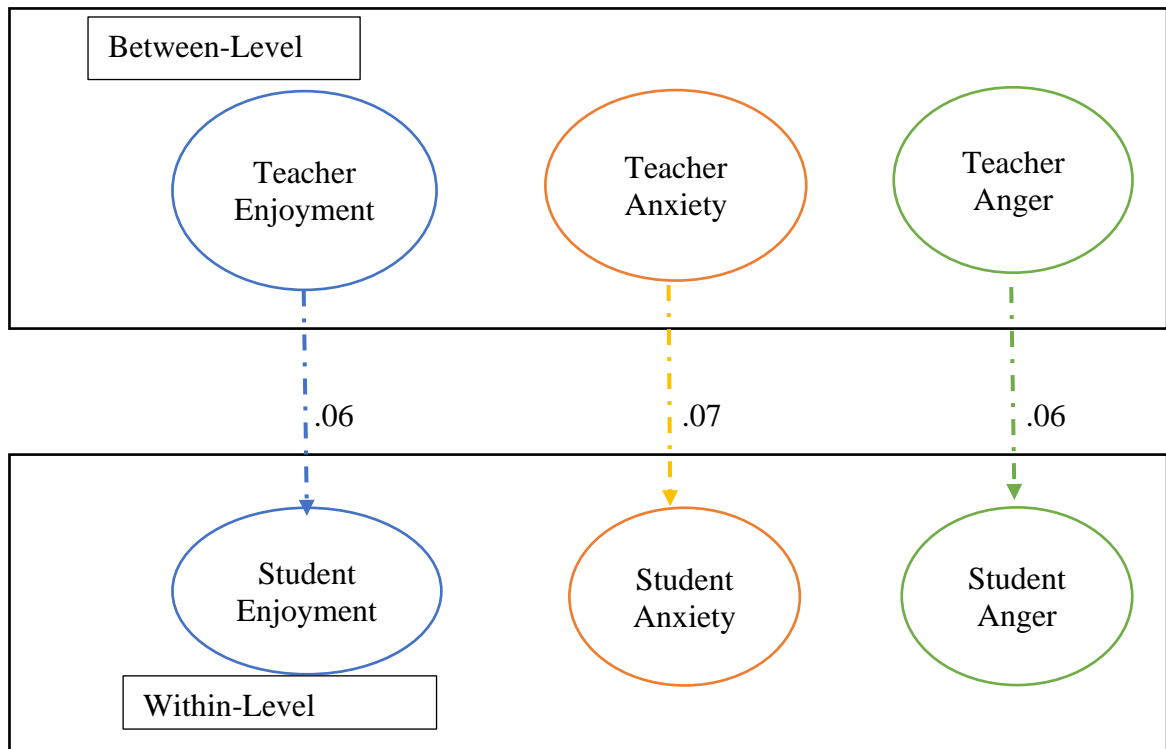 Between-Level
Teacher
Enjoyment
Teacher
Anxiety
Teacher
Anger
.06
.07
.06
Student
Enjoyment
Student
Anxiety
Student
Anger
Within-Level